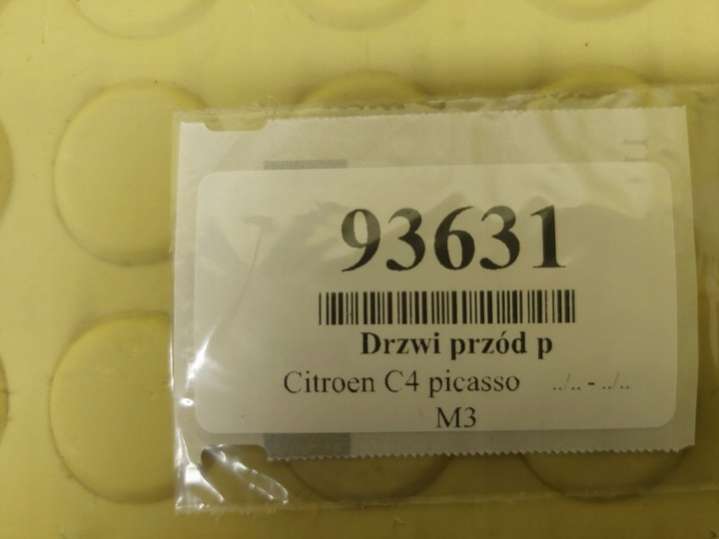 93631
Drzwi przód p
Citroen C4 picasso ../.. - ../..
M3